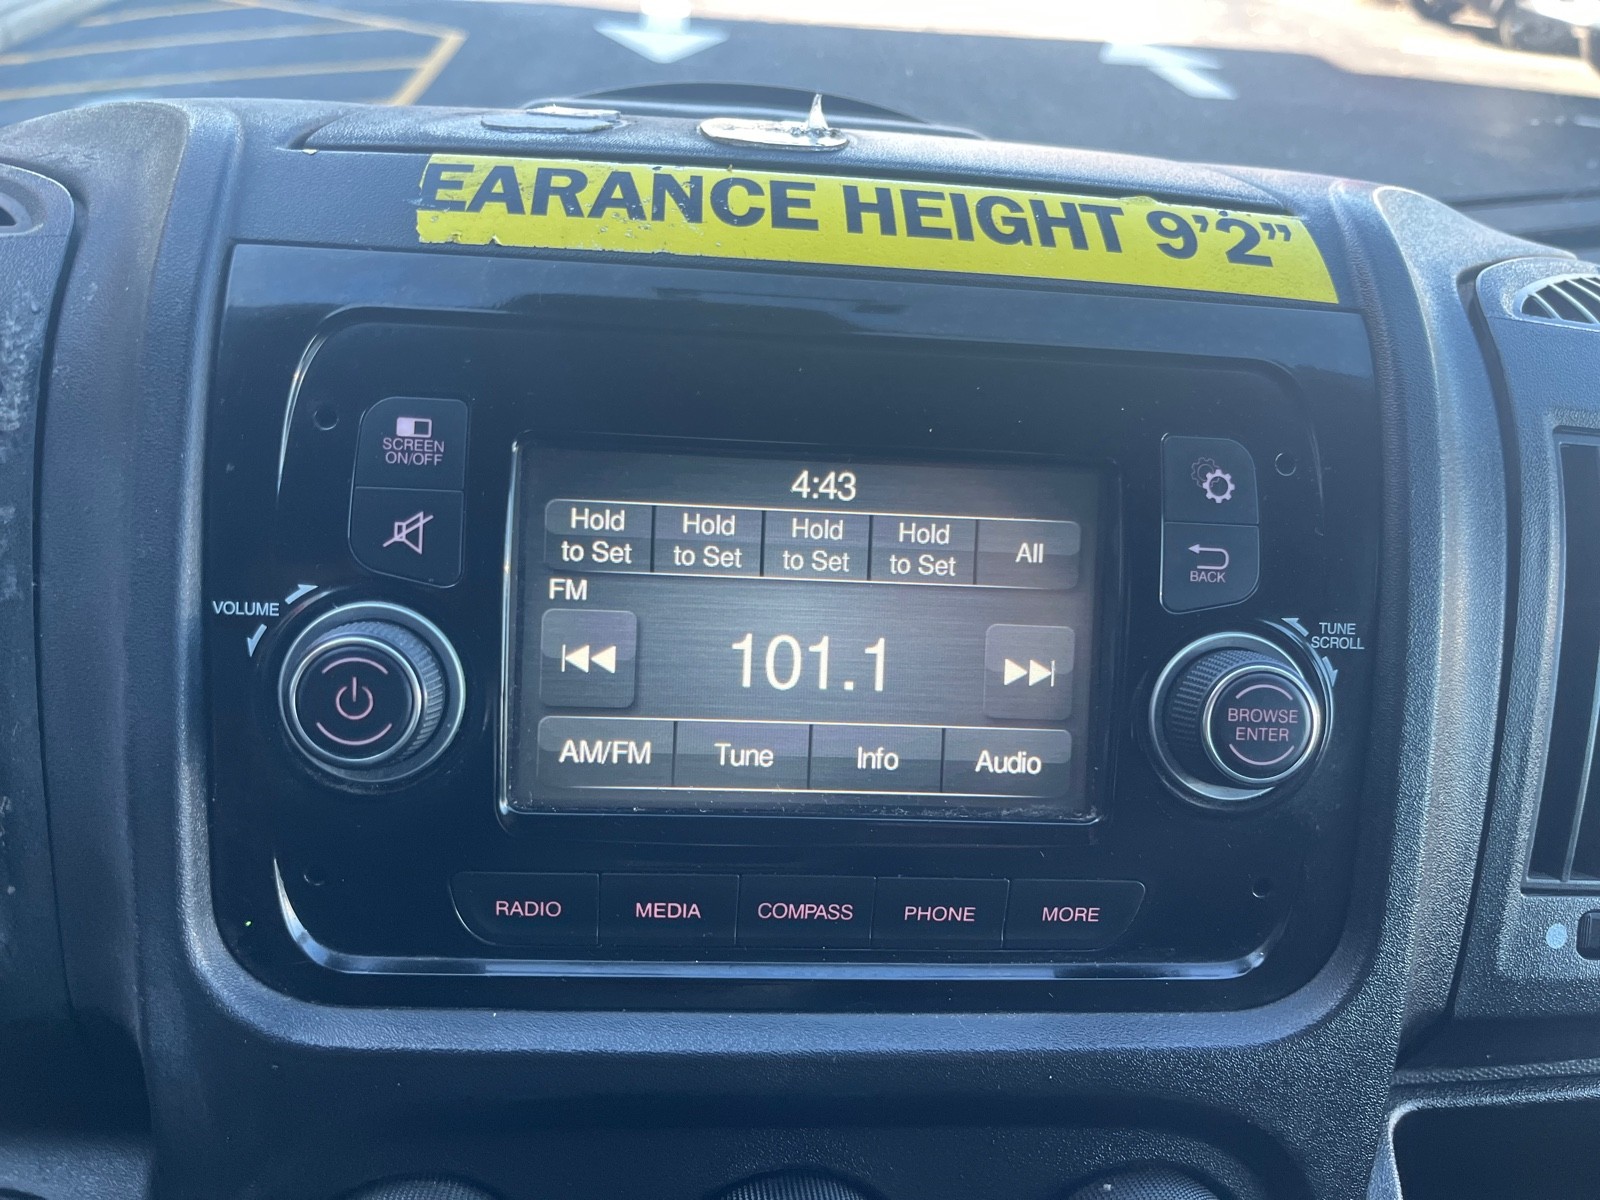 EARANCE HEIGHT 9'2"
SCREEN
ON/OFF
VOLUME
4:43
Hold
to Set
Hold
to Set
Hold
to Set
Hold
to Set
All
FM
101.1
AM/FM
Tune
Info
Audio
BACK
TUNE
SCROLL
BROWSE
ENTER
RADIO
MEDIA
COMPASS
PHONE
MORE